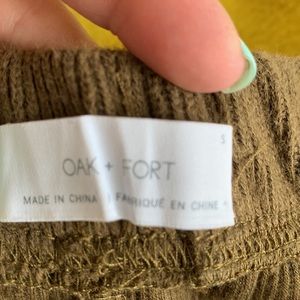 S
OAK + FORT
MADE IN CHINA | FABRIQUÉ EN CHINE